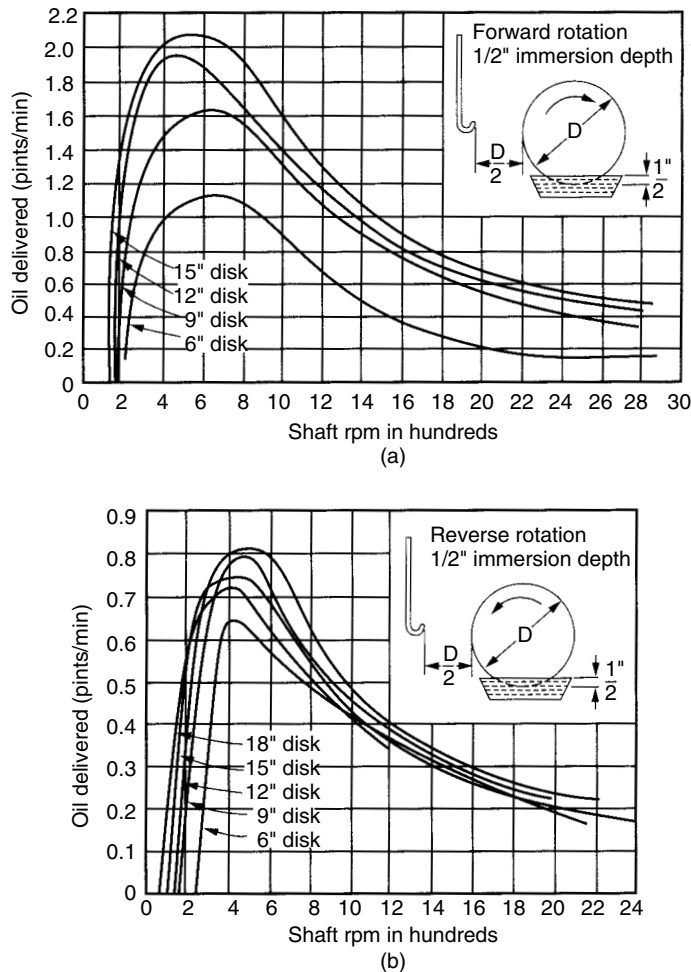 Oil delivered (pints/min)
2.2
2.0
1.8
1.6
1.4
1.2
1.0
0.8
0.6
0.4
0.2
0
Forward rotation
1/2" immersion depth
D
D
2
1"
2
15" disk
12" disk
9" disk
6" disk
0 2 4 6 8 10 12 14 16 18 20 22 24 26 28 30
Shaft rpm in hundreds
(a)
Oil delivered (pints/min)
0.9
0.8
0.7
0.6
0.5
0.4
0.3
0.2
0.1
0
Reverse rotation
1/2" immersion depth
D
D
2
1"
2
18" disk
15" disk
12" disk
9" disk
6" disk
0 2 4 6 8 10 12 14 16 18 20 22 24
Shaft rpm in hundreds
(b)